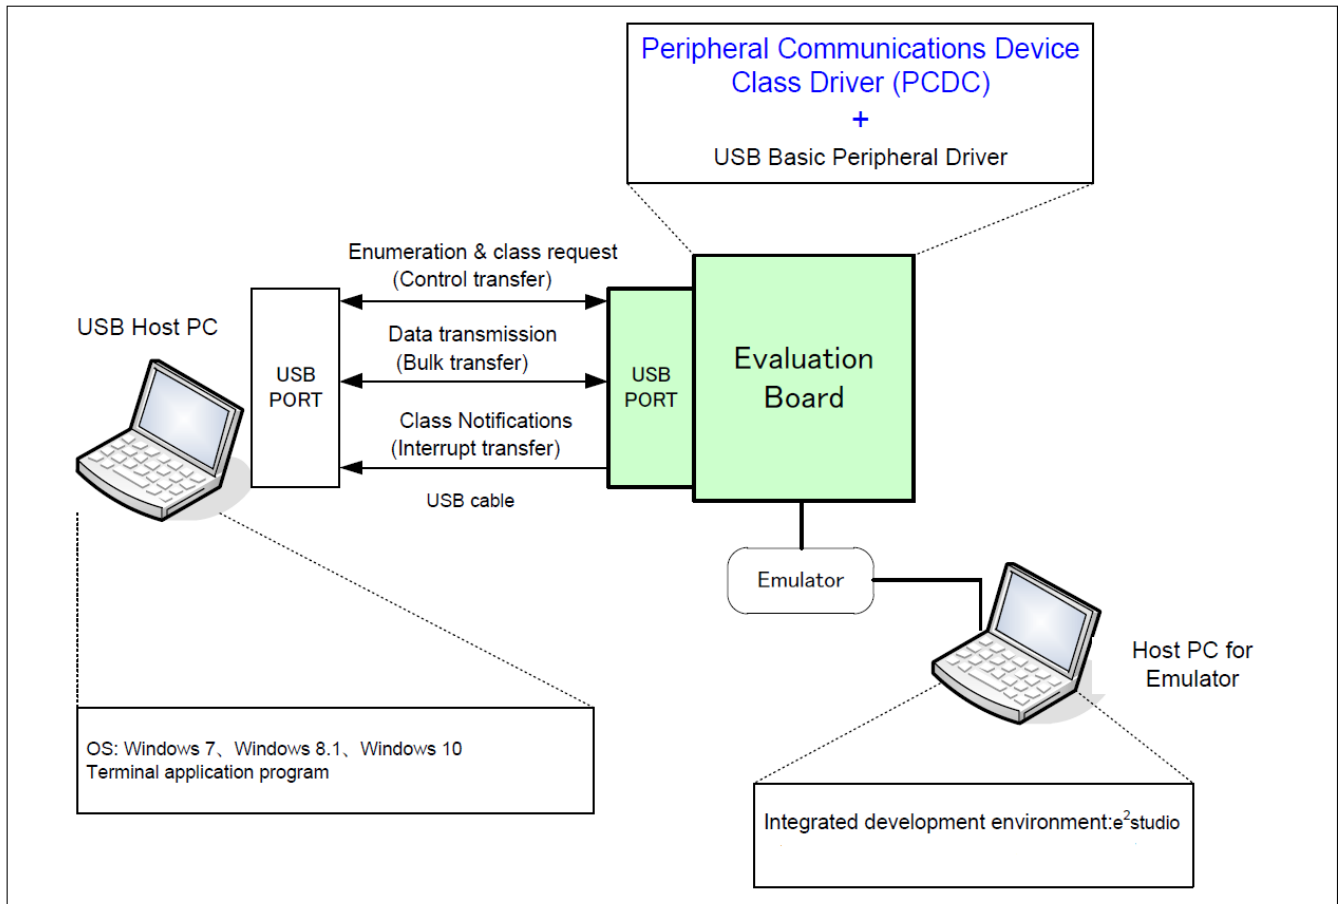 Peripheral Communications Device
Class Driver (PCDC)
+
USB Basic Peripheral Driver
Enumeration & class request
(Control transfer)
USB Host PC
Data transmission
(Bulk transfer)
USB
PORT
USB
PORT
Evaluation
Board
Class Notifications
(Interrupt transfer)
USB cable
Emulator
Host PC for
Emulator
OS: Windows 7、Windows 8.1、Windows 10
Terminal application program
Integrated development environment:e²studio